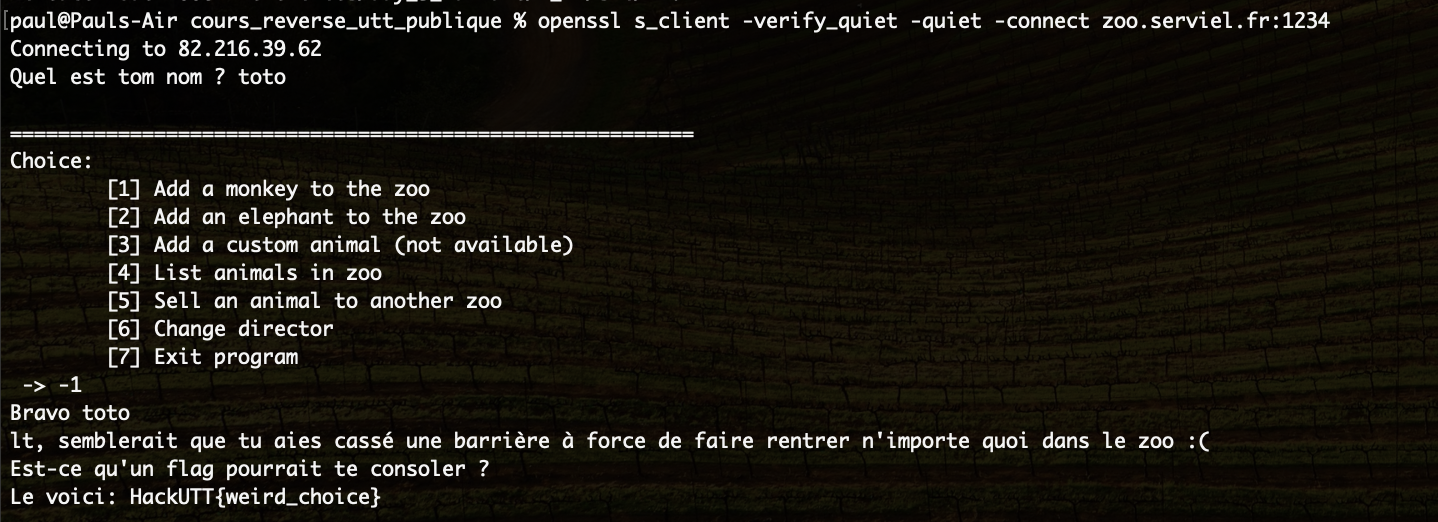 paul@Pauls-Air cours_reverse_utt_publique % openssl s_client -verify_quiet -quiet -connect zoo.serviel.fr:1234
Connecting to 82.216.39.62
Quel est tom nom ? toto
=========================================================
Choice:
[1] Add a monkey to the zoo
[2] Add an elephant to the zoo
[3] Add a custom animal (not available)
[4] List animals in zoo
[5] Sell an animal to another zoo
[6] Change director
[7] Exit program
-> -1
Bravo toto
lt, semblerait que tu aies cassé une barrière à force de faire rentrer n'importe quoi dans le zoo :(
Est-ce qu'un flag pourrait te consoler ?
Le voici: HackUTT{weird_choice}